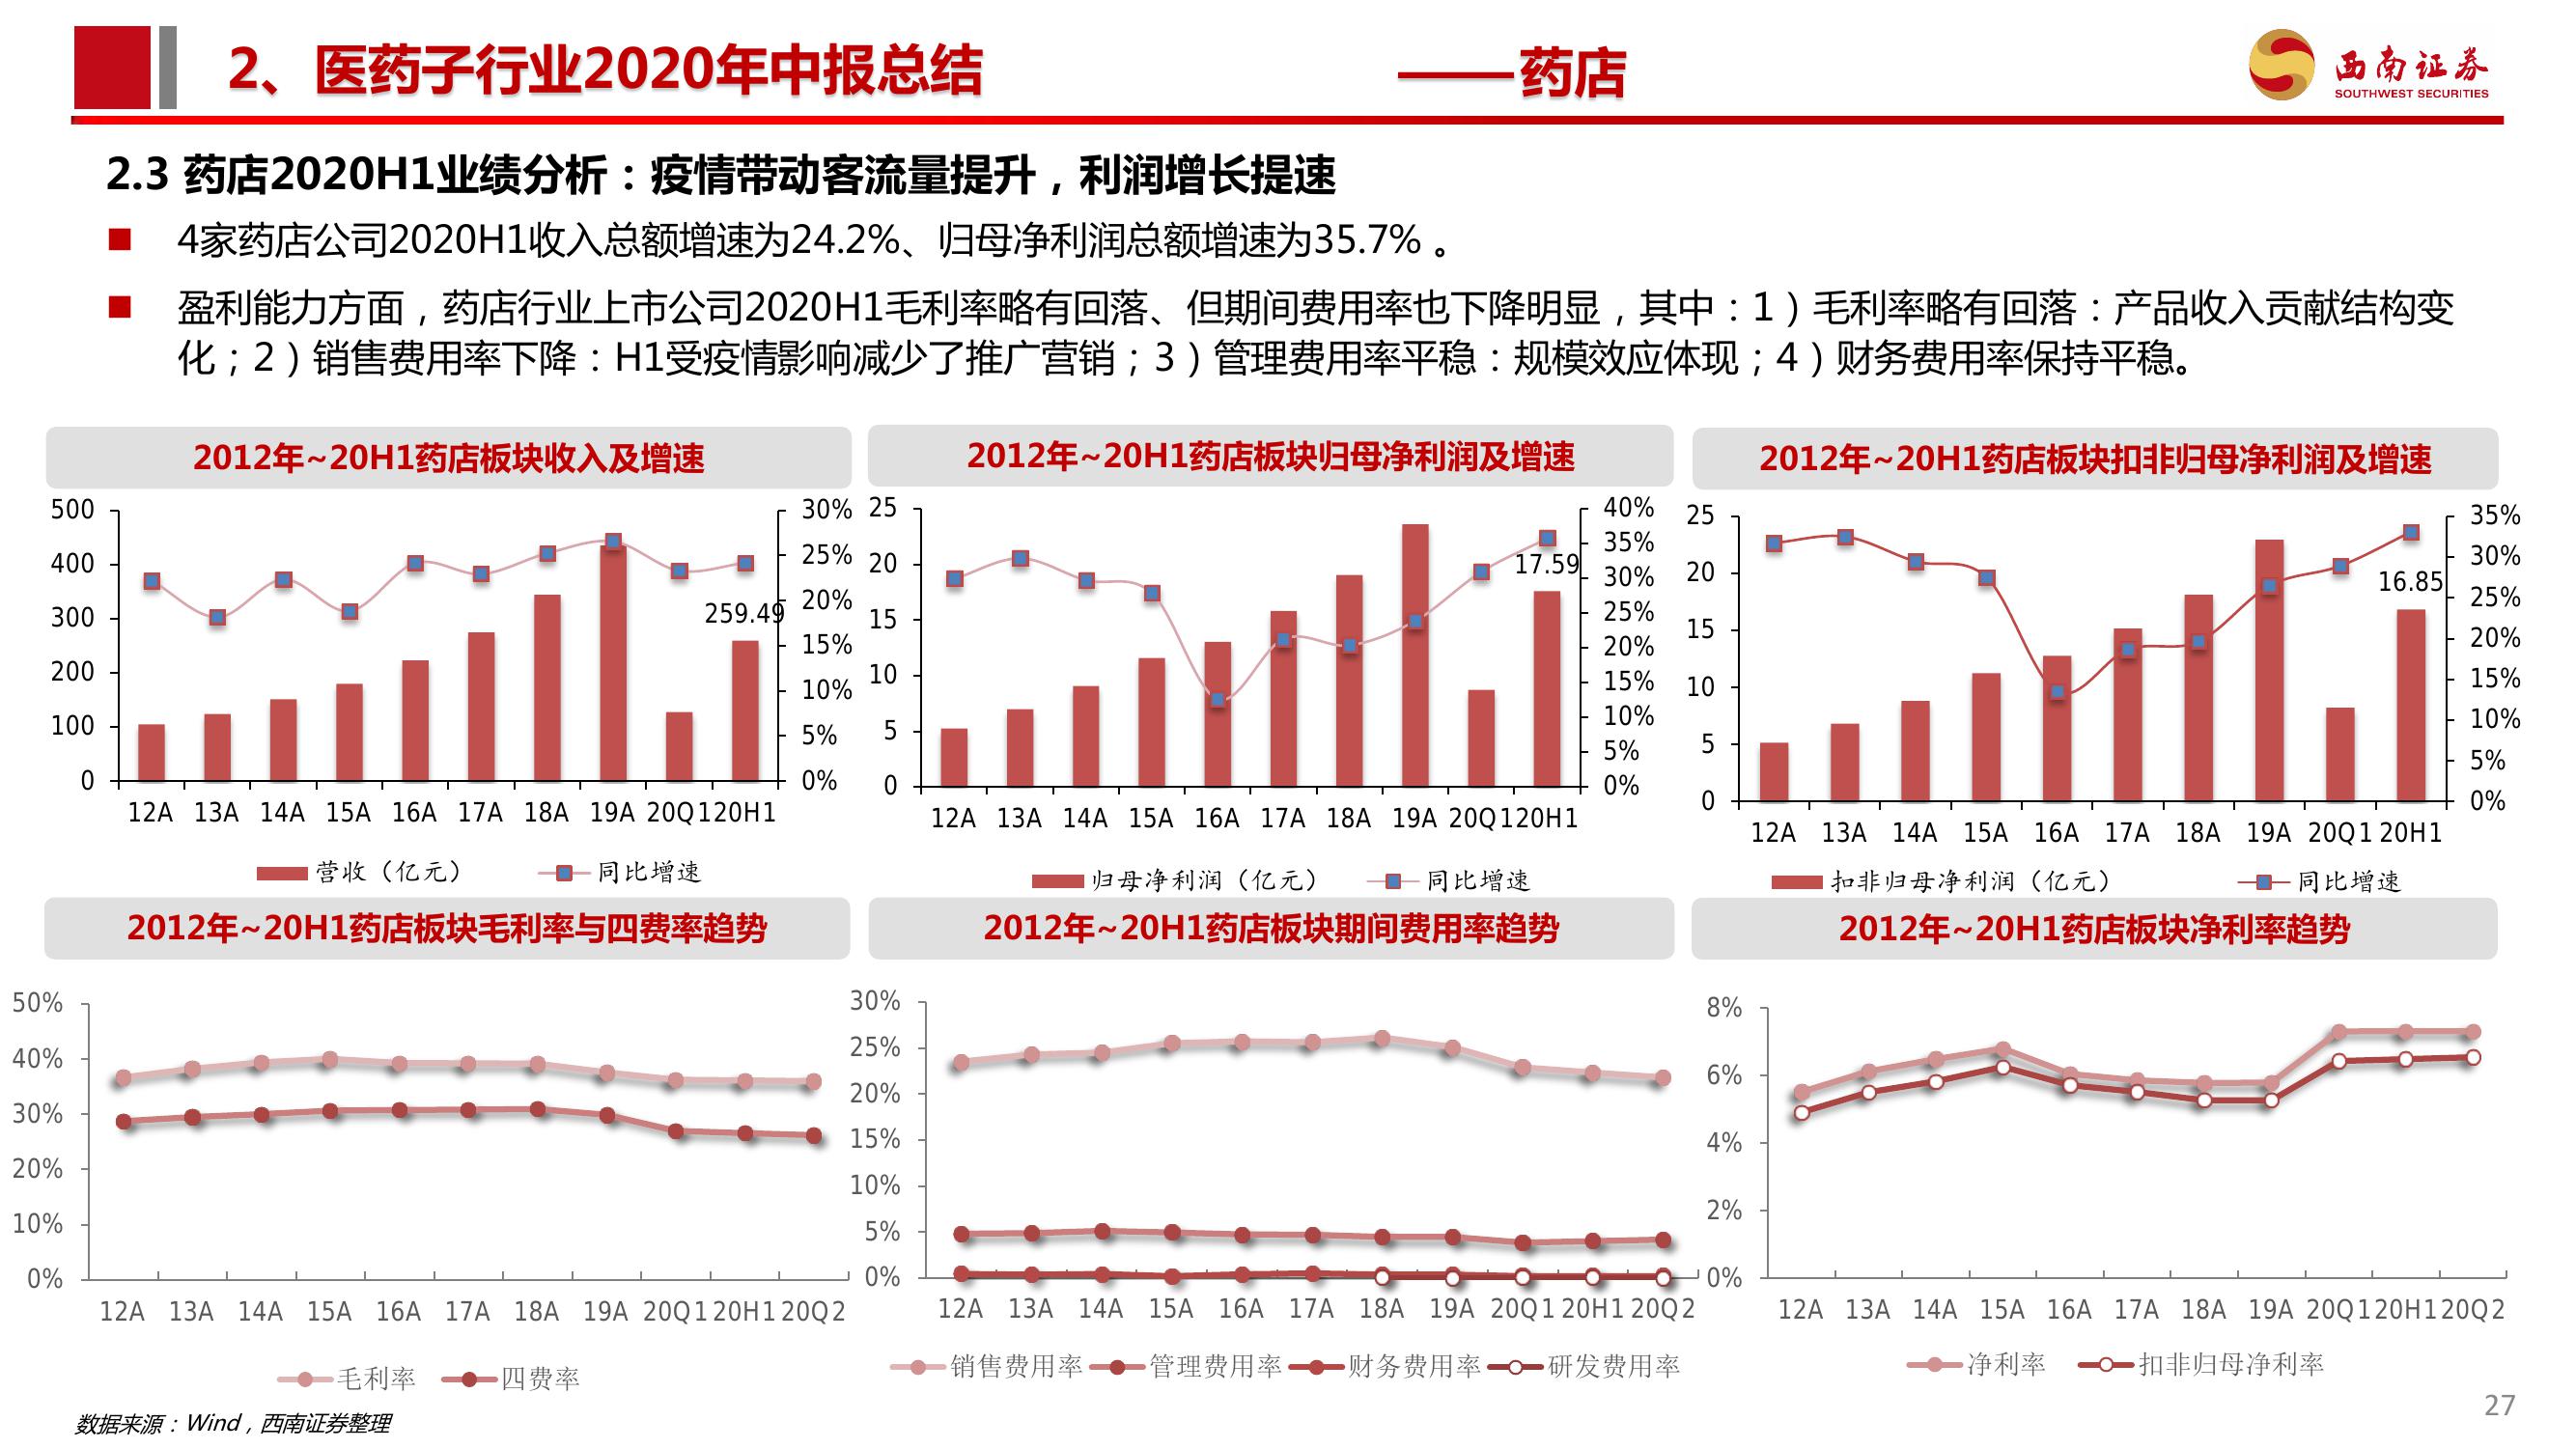 2、医药子行业2020年中报总结 ——药店
西南证券
SOUTHWEST SECURITIES
2.3 药店2020H1业绩分析：疫情带动客流量提升，利润增长提速
4家药店公司2020H1收入总额增速为24.2%、归母净利润总额增速为35.7% 。
盈利能力方面，药店行业上市公司2020H1毛利率略有回落、但期间费用率也下降明显，其中：1）毛利率略有回落：产品收入贡献结构变
化；2）销售费用率下降：H1受疫情影响减少了推广营销；3）管理费用率平稳：规模效应体现；4）财务费用率保持平稳。
2012年~20H1药店板块收入及增速
500
400
300
200
100
0
30%
25%
20%
15%
10%
5%
0%
259.49
12A 13A 14A 15A 16A 17A 18A 19A 20Q1 20H1
营收（亿元） 同比增速
2012年~20H1药店板块归母净利润及增速
25
20
15
10
5
0
40%
35%
30%
25%
20%
15%
10%
5%
0%
17.59
12A 13A 14A 15A 16A 17A 18A 19A 20Q1 20H1
归母净利润（亿元） 同比增速
2012年~20H1药店板块扣非归母净利润及增速
25
20
15
10
5
0
35%
30%
25%
20%
15%
10%
5%
0%
16.85
12A 13A 14A 15A 16A 17A 18A 19A 20Q1 20H1
扣非归母净利润（亿元） 同比增速
2012年~20H1药店板块毛利率与四费率趋势
50%
40%
30%
20%
10%
0%
12A 13A 14A 15A 16A 17A 18A 19A 20Q1 20H1 20Q2
毛利率 四费率
2012年~20H1药店板块期间费用率趋势
30%
25%
20%
15%
10%
5%
0%
12A 13A 14A 15A 16A 17A 18A 19A 20Q1 20H1 20Q2
销售费用率 管理费用率 财务费用率 研发费用率
2012年~20H1药店板块净利率趋势
8%
6%
4%
2%
0%
12A 13A 14A 15A 16A 17A 18A 19A 20Q1 20H1 20Q2
净利率 扣非归母净利率
数据来源：Wind，西南证券整理
27